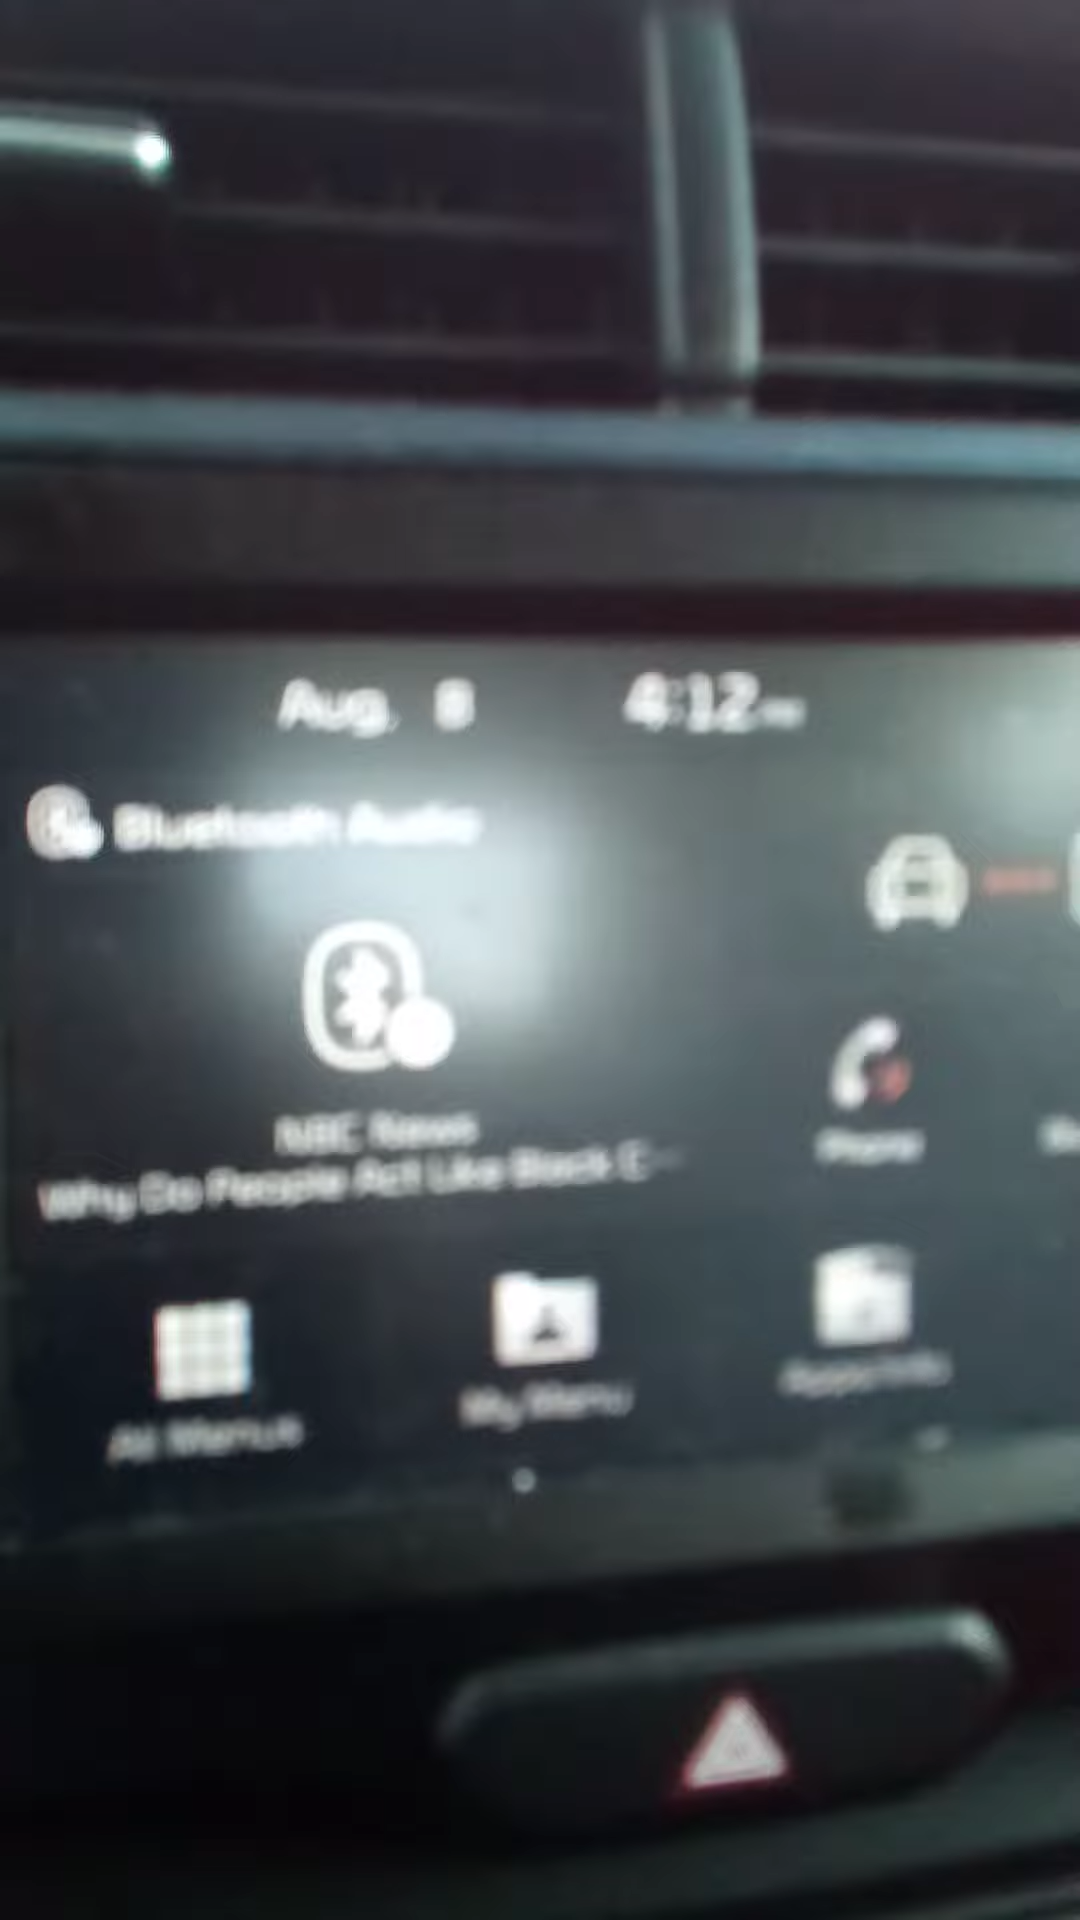 Aug. 8 4:12
Bluetooth Audio
NBC News
Why Do People Act Like Black
Phone
All Menus
My Menu